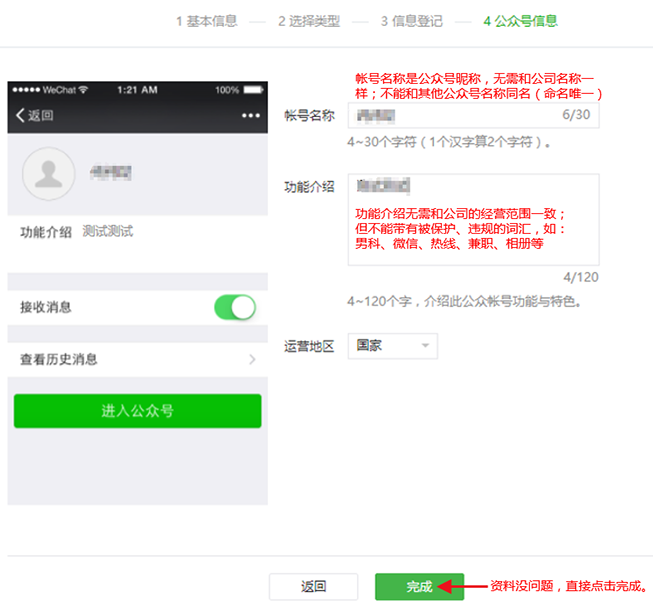 1 基本信息 2 选择类型 3 信息登记 4 公众号信息
WeChat 1:21 AM 100%
返回
功能介绍 测试测试
接收消息
查看历史消息
进入公众号
帐号名称是公众号昵称，无需和公司名称一
样；不能和其他公众号名称同名（命名唯一）
帐号名称 6/30
4~30个字符（1个汉字算2个字符）。
功能介绍
功能介绍无需和公司的经营范围一致；
但不能带有被保护、违规的词汇，如：
男科、微信、热线、兼职、相册等
4/120
4~120个字，介绍此公众帐号功能与特色。
运营地区 国家
返回 完成 资料没问题，直接点击完成。